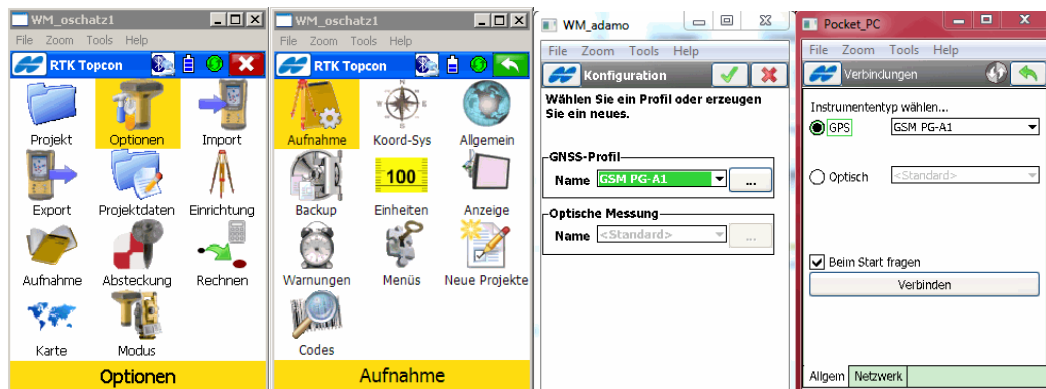 WM_oschatz1
File Zoom Tools Help
RTK Topcon
Projekt Optionen Import
Export Projektdaten Einrichtung
Aufnahme Absteckung Rechnen
Karte Modus
Optionen
WM_oschatz1
File Zoom Tools Help
RTK Topcon
Aufnahme Koord-Sys Allgemein
100
Backup Einheiten Anzeige
Warnungen Menüs Neue Projekte
Codes
Aufnahme
WM_adamo
File Zoom Tools Help
Konfiguration
Wählen Sie ein Profil oder erzeugen
Sie ein neues.
GNSS-Profil
Name GSM PG-A1 ...
Optische Messung
Name <Standard> ...
Pocket_PC
File Zoom Tools Help
Verbindungen
Instrumententyp wählen...
GPS GSM PG-A1
Optisch <Standard>
Beim Start fragen
Verbinden
Allgem Netzwerk